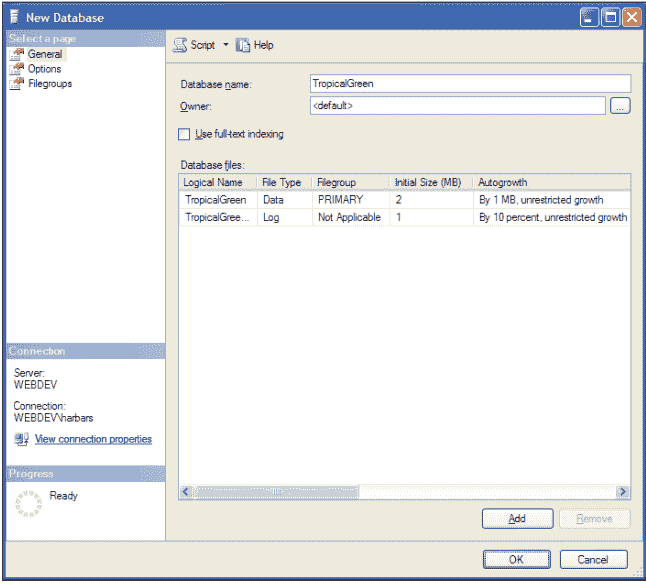 New Database
Select a page
General
Options
Filegroups
Script Help
Database name: TropicalGreen
Owner: <default> ...
Use full-text indexing
Database files:
Logical Name File Type Filegroup Initial Size (MB) Autogrowth
TropicalGreen Data PRIMARY 2 By 1 MB, unrestricted growth
TropicalGree... Log Not Applicable 1 By 10 percent, unrestricted growth
Connection
Server:
WEBDEV
Connection:
WEBDEV\harbars
View connection properties
Progress
Ready
Add Remove
OK Cancel